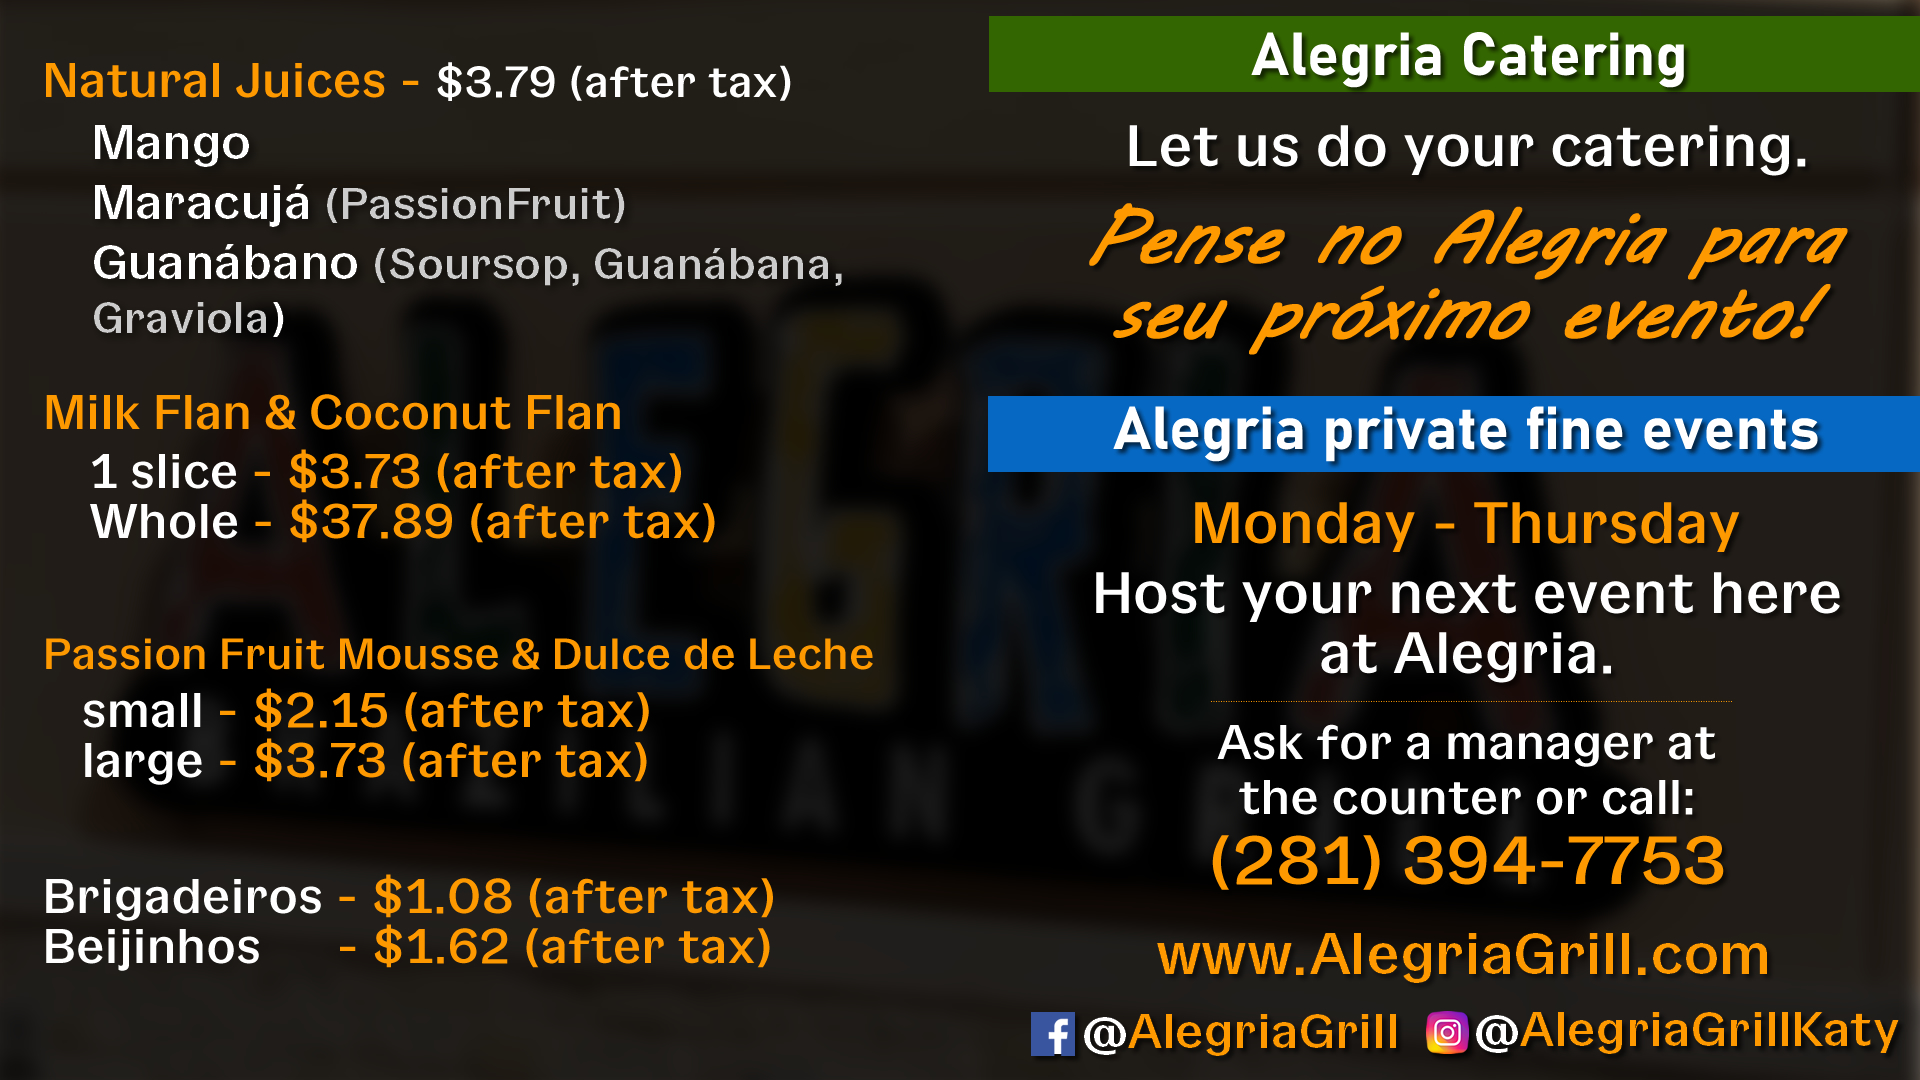 Natural Juices - $3.79 (after tax)
Mango
Maracujá (PassionFruit)
Guanábano (Soursop, Guanábana,
Graviola)
Milk Flan & Coconut Flan
1 slice - $3.73 (after tax)
Whole - $37.89 (after tax)
Passion Fruit Mousse & Dulce de Leche
small - $2.15 (after tax)
large - $3.73 (after tax)
Brigadeiros - $1.08 (after tax)
Beijinhos - $1.62 (after tax)
Alegria Catering
Let us do your catering.
Pense no Alegria para
seu próximo evento!
Alegria private fine events
Monday - Thursday
Host your next event here
at Alegria.
Ask for a manager at
the counter or call:
(281) 394-7753
www.AlegriaGrill.com
@AlegriaGrill @AlegriaGrillKaty
ALEGRIA
BRAZILIAN GRILL